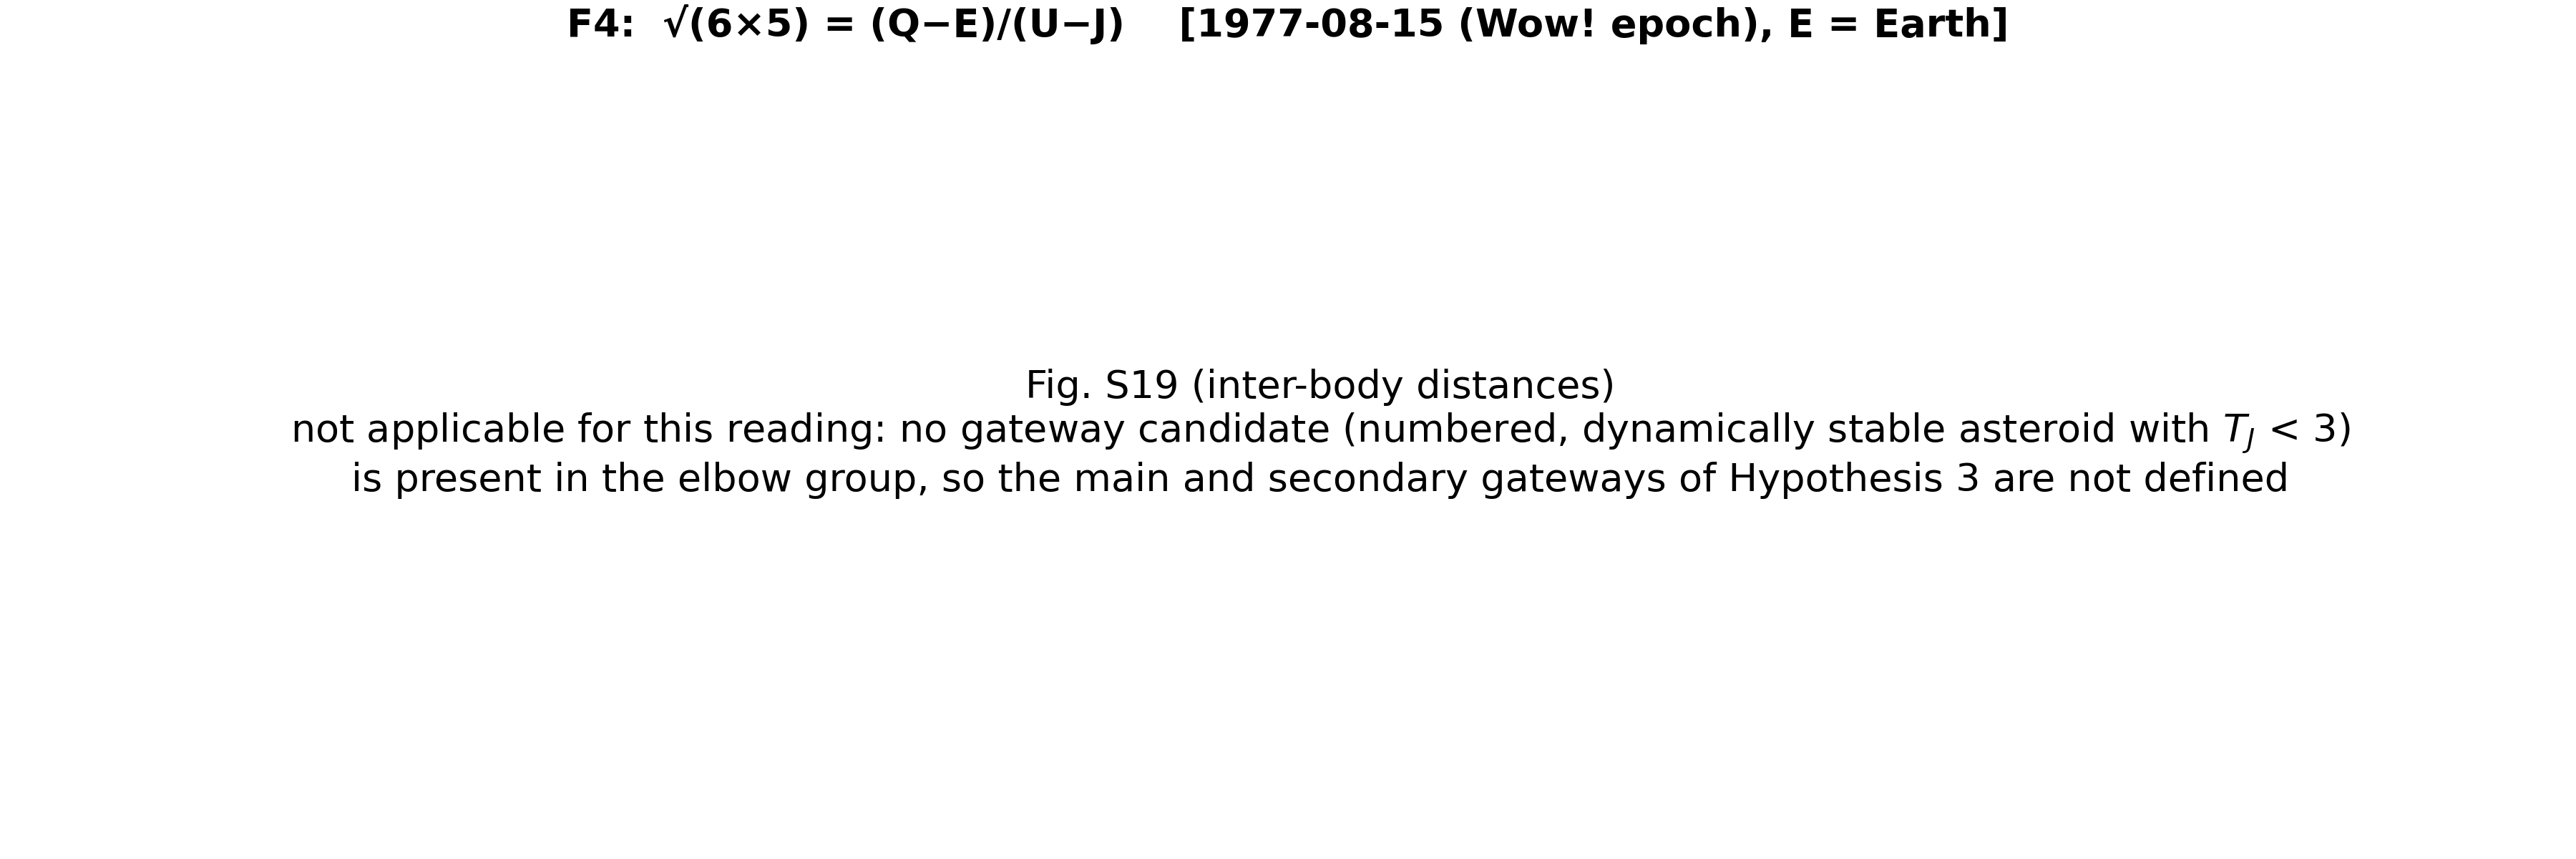 F4: √(6×5) = (Q−E)/(U−J) [1977-08-15 (Wow! epoch), E = Earth]
Fig. S19 (inter-body distances)
not applicable for this reading: no gateway candidate (numbered, dynamically stable asteroid with T_J < 3)
is present in the elbow group, so the main and secondary gateways of Hypothesis 3 are not defined